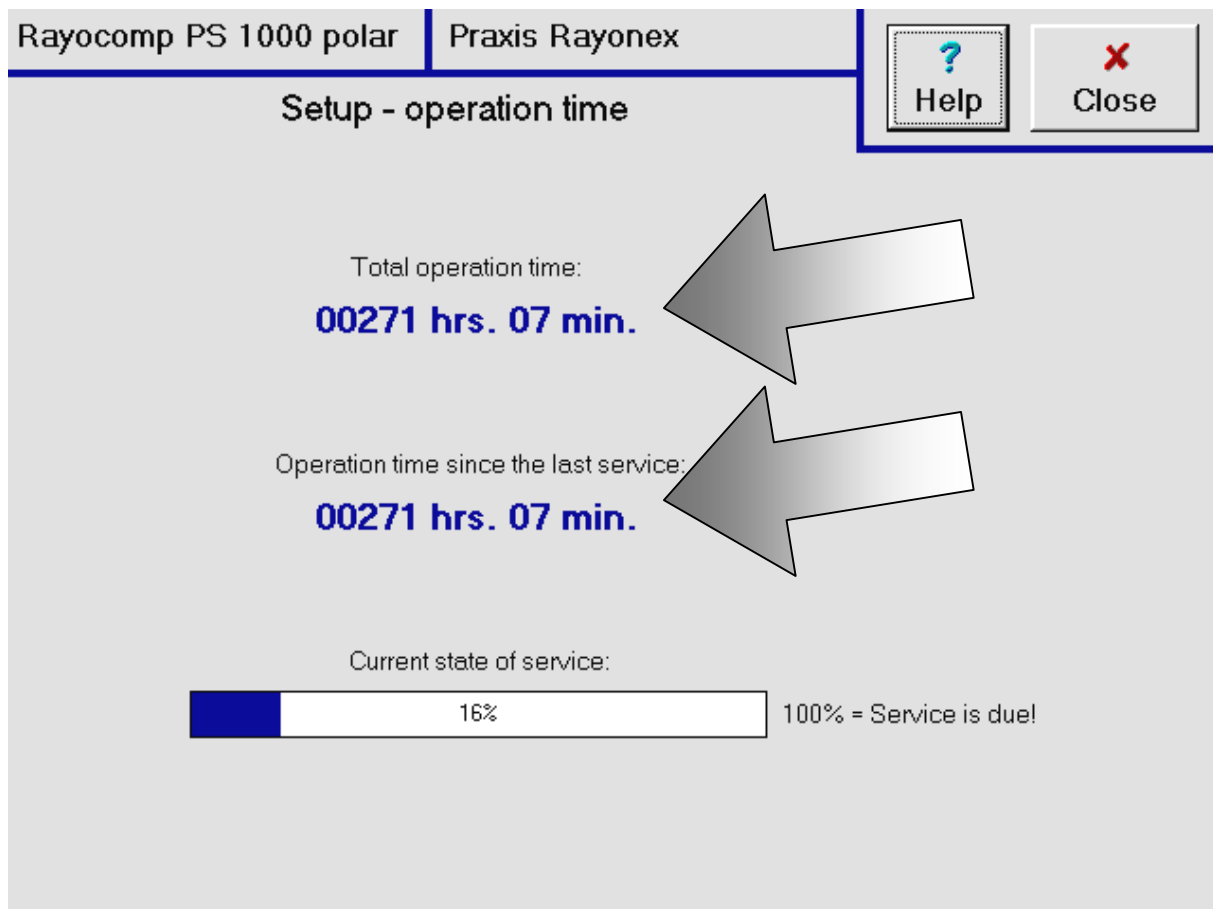 Rayocomp PS 1000 polar
Praxis Rayonex
? Help
✗ Close
Setup - operation time
Total operation time:
00271 hrs. 07 min.
Operation time since the last service:
00271 hrs. 07 min.
Current state of service:
16%
100% = Service is due!